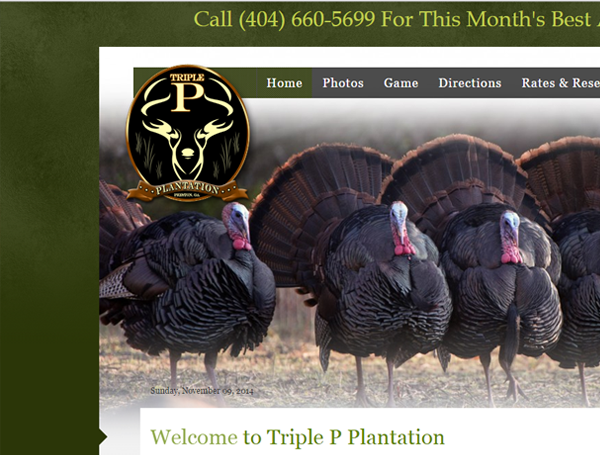 Call (404) 660-5699 For This Month's Best A
TRIPLE
P
PLANTATION
PRESTON, GA
Home Photos Game Directions Rates & Rese
Sunday, November 09, 2014
Welcome to Triple P Plantation